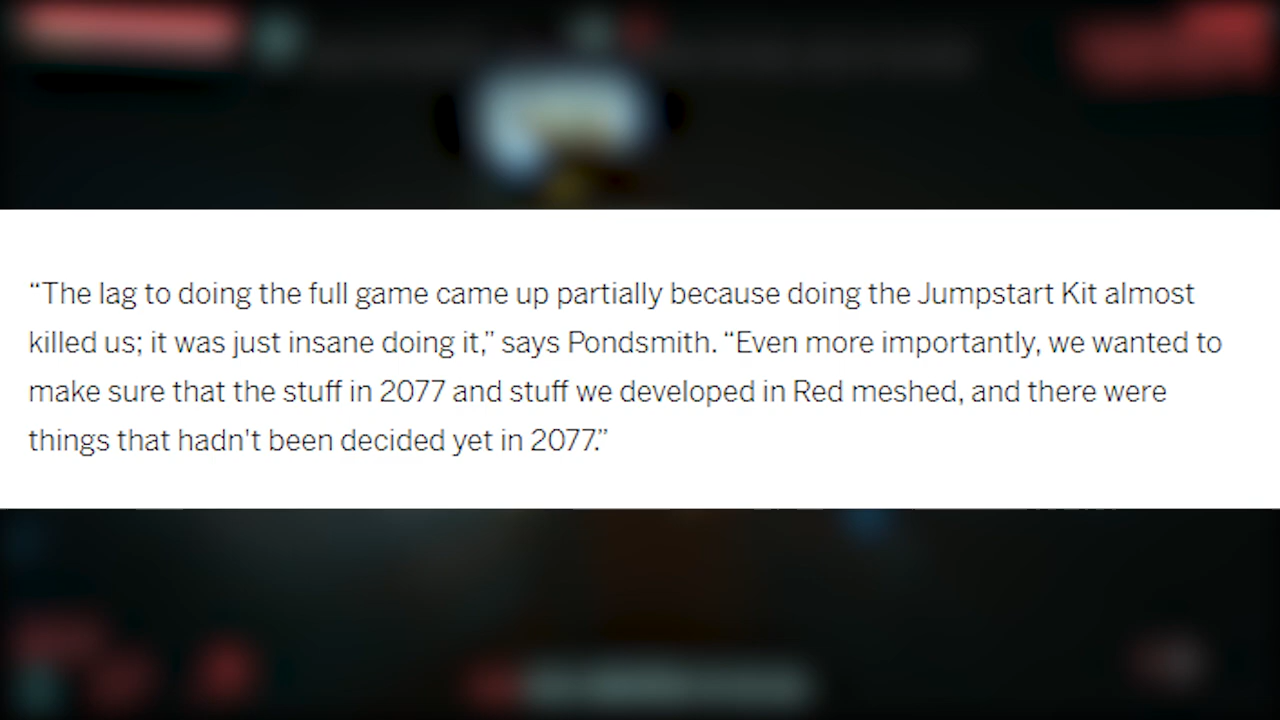 “The lag to doing the full game came up partially because doing the Jumpstart Kit almost
killed us; it was just insane doing it,” says Pondsmith. “Even more importantly, we wanted to
make sure that the stuff in 2077 and stuff we developed in Red meshed, and there were
things that hadn't been decided yet in 2077.”